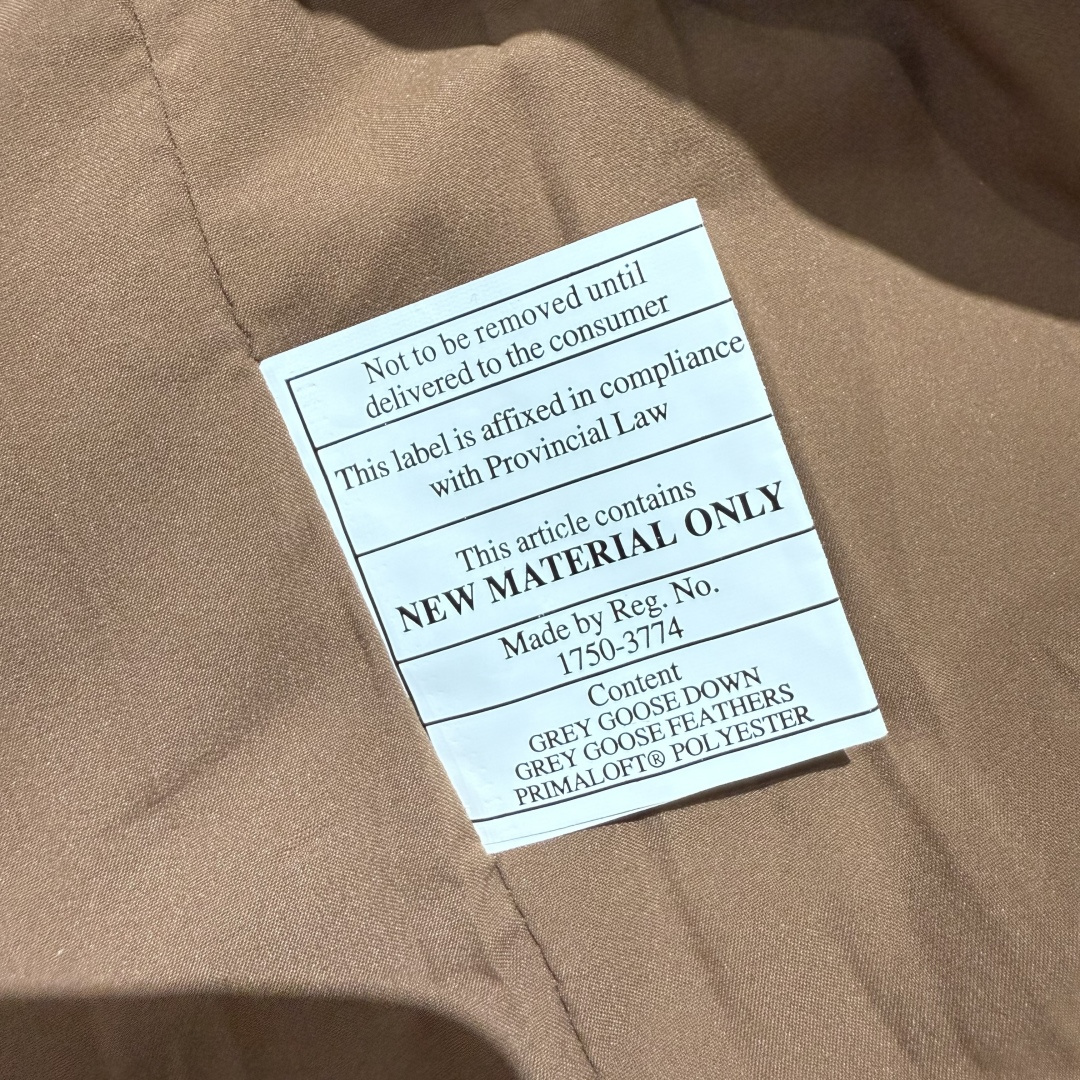 Not to be removed until
delivered to the consumer
This label is affixed in compliance
with Provincial Law
This article contains
NEW MATERIAL ONLY
Made by Reg. No.
1750-3774
Content
GREY GOOSE DOWN
GREY GOOSE FEATHERS
PRIMALOFT® POLYESTER